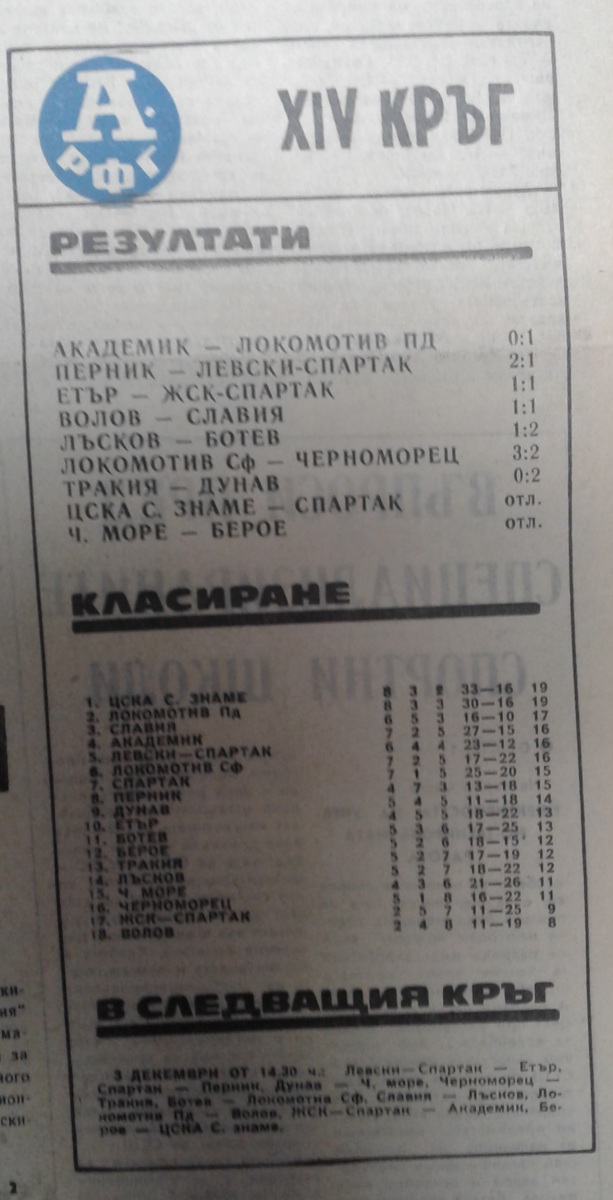 А.
РФГ
XIV КРЪГ
РЕЗУЛТАТИ
АКАДЕМИК — ЛОКОМОТИВ ПД 0:1
ПЕРНИК — ЛЕВСКИ-СПАРТАК 2:1
ЕТЪР — ЖСК-СПАРТАК 1:1
ВОЛОВ — СЛАВИЯ 1:1
ЛЪСКОВ — БОТЕВ 1:2
ЛОКОМОТИВ Сф — ЧЕРНОМОРЕЦ 3:2
ТРАКИЯ — ДУНАВ 0:2
ЦСКА С. ЗНАМЕ — СПАРТАК отл.
Ч. МОРЕ — БЕРОЕ отл.
КЛАСИРАНЕ
1. ЦСКА С. ЗНАМЕ 8 3 2 33—16 19
2. ЛОКОМОТИВ Пд 8 3 3 30—16 19
3. СЛАВИЯ 6 5 3 16—10 17
4. АКАДЕМИК 7 2 5 27—15 16
5. ЛЕВСКИ—СПАРТАК 6 4 4 23—12 16
6. ЛОКОМОТИВ Сф 7 2 5 17—22 16
7. СПАРТАК 7 1 5 25—20 15
8. ПЕРНИК 4 7 3 13—18 15
9. ДУНАВ 5 4 5 11—18 14
10. ЕТЪР 4 5 5 18—22 13
11. БОТЕВ 5 3 6 17—25 13
12. БЕРОЕ 5 2 6 18—15 12
13. ТРАКИЯ 5 2 7 17—19 12
14. ЛЪСКОВ 5 2 7 18—22 12
15. Ч. МОРЕ 4 3 6 21—26 11
16. ЧЕРНОМОРЕЦ 5 1 8 16—22 11
17. ЖСК—СПАРТАК 2 5 7 11—25 9
18. ВОЛОВ 2 4 8 11—19 8
В СЛЕДВАЩИЯ КРЪГ
3 ДЕКЕМВРИ ОТ 14,30 ч.: Левски—Спартак — Етър,
Спартак — Перник, Дунав — Ч. море, Черноморец —
Тракия, Ботев — Локомотив Сф, Славия — Лъсков, Ло-
комотив Пд — Волов, ЖСК—Спартак — Академик, Бе-
рое — ЦСКА С. знаме.
ки-
ия"
ма-
за
ного
ски-
2